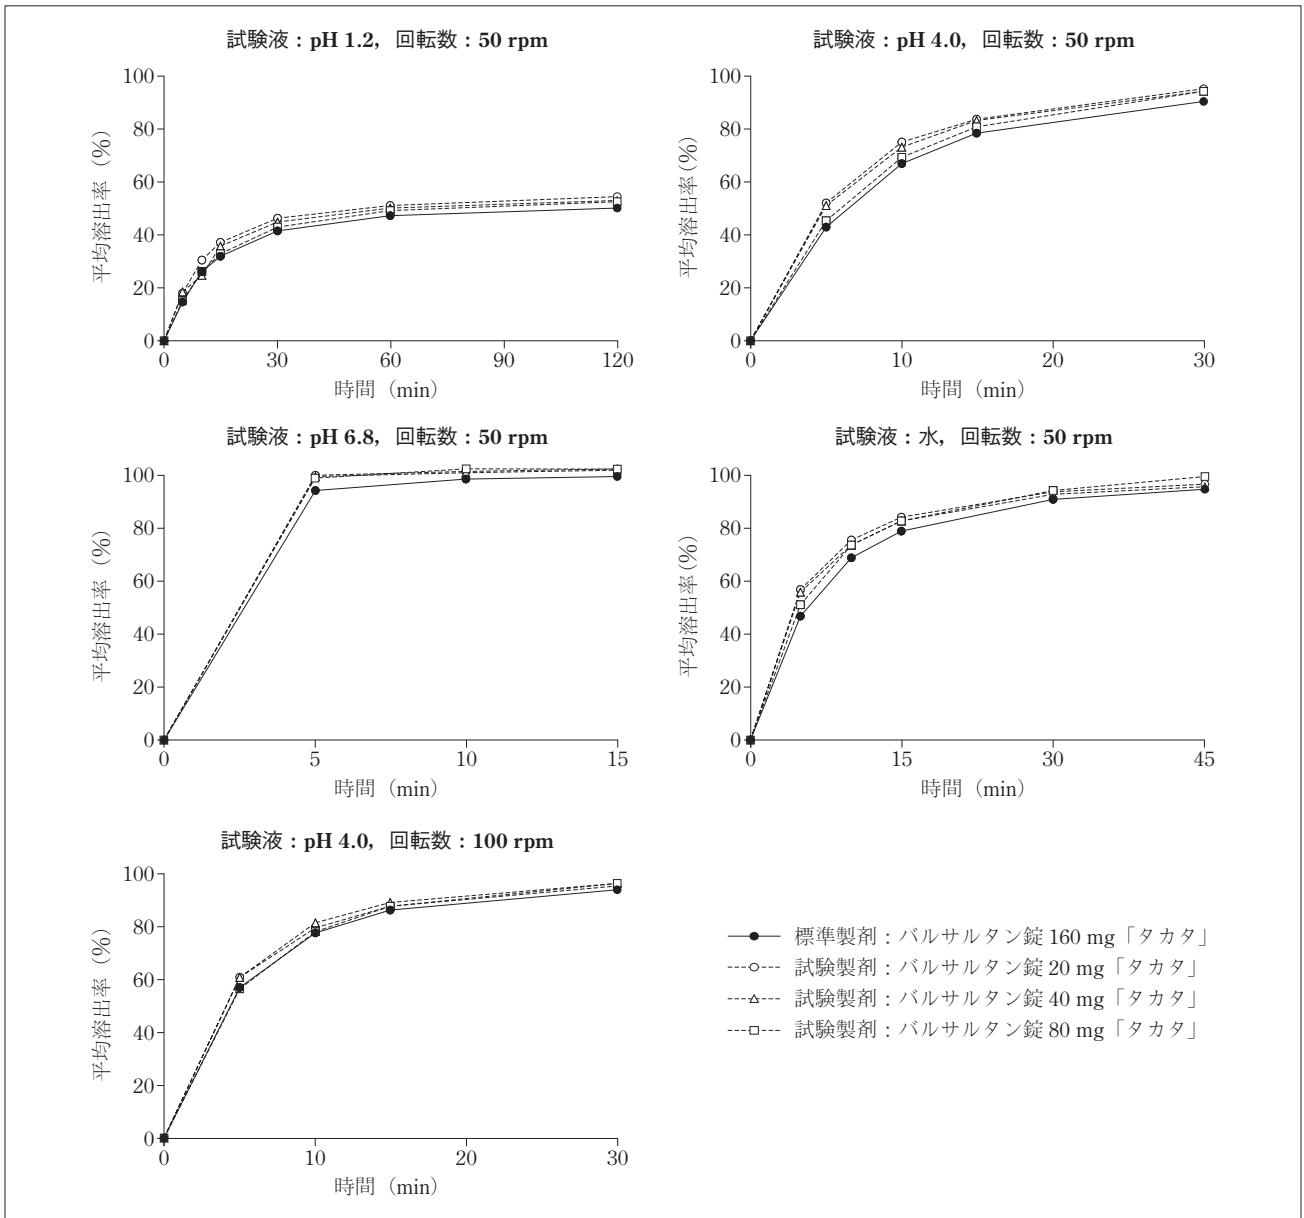 試験液：pH 1.2, 回転数：50 rpm
平均溶出率 (%)
100
80
60
40
20
0
0 30 60 90 120
時間 (min)
試験液：pH 4.0, 回転数：50 rpm
平均溶出率 (%)
100
80
60
40
20
0
0 10 20 30
時間 (min)
試験液：pH 6.8, 回転数：50 rpm
平均溶出率 (%)
100
80
60
40
20
0
0 5 10 15
時間 (min)
試験液：水, 回転数：50 rpm
平均溶出率 (%)
100
80
60
40
20
0
0 15 30 45
時間 (min)
試験液：pH 4.0, 回転数：100 rpm
平均溶出率 (%)
100
80
60
40
20
0
0 10 20 30
時間 (min)
標準製剤：バルサルタン錠 160 mg「タカタ」
試験製剤：バルサルタン錠 20 mg「タカタ」
試験製剤：バルサルタン錠 40 mg「タカタ」
試験製剤：バルサルタン錠 80 mg「タカタ」